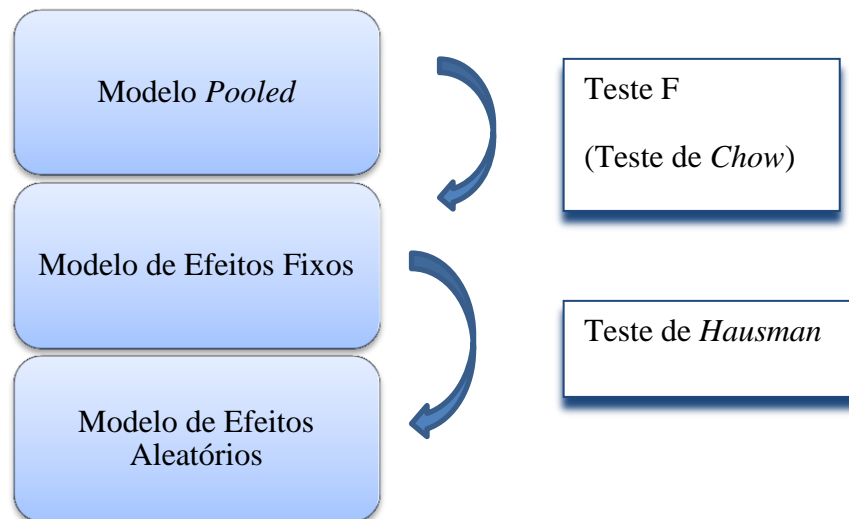 Modelo Pooled
Teste F
(Teste de Chow)
Modelo de Efeitos Fixos
Teste de Hausman
Modelo de Efeitos
Aleatórios